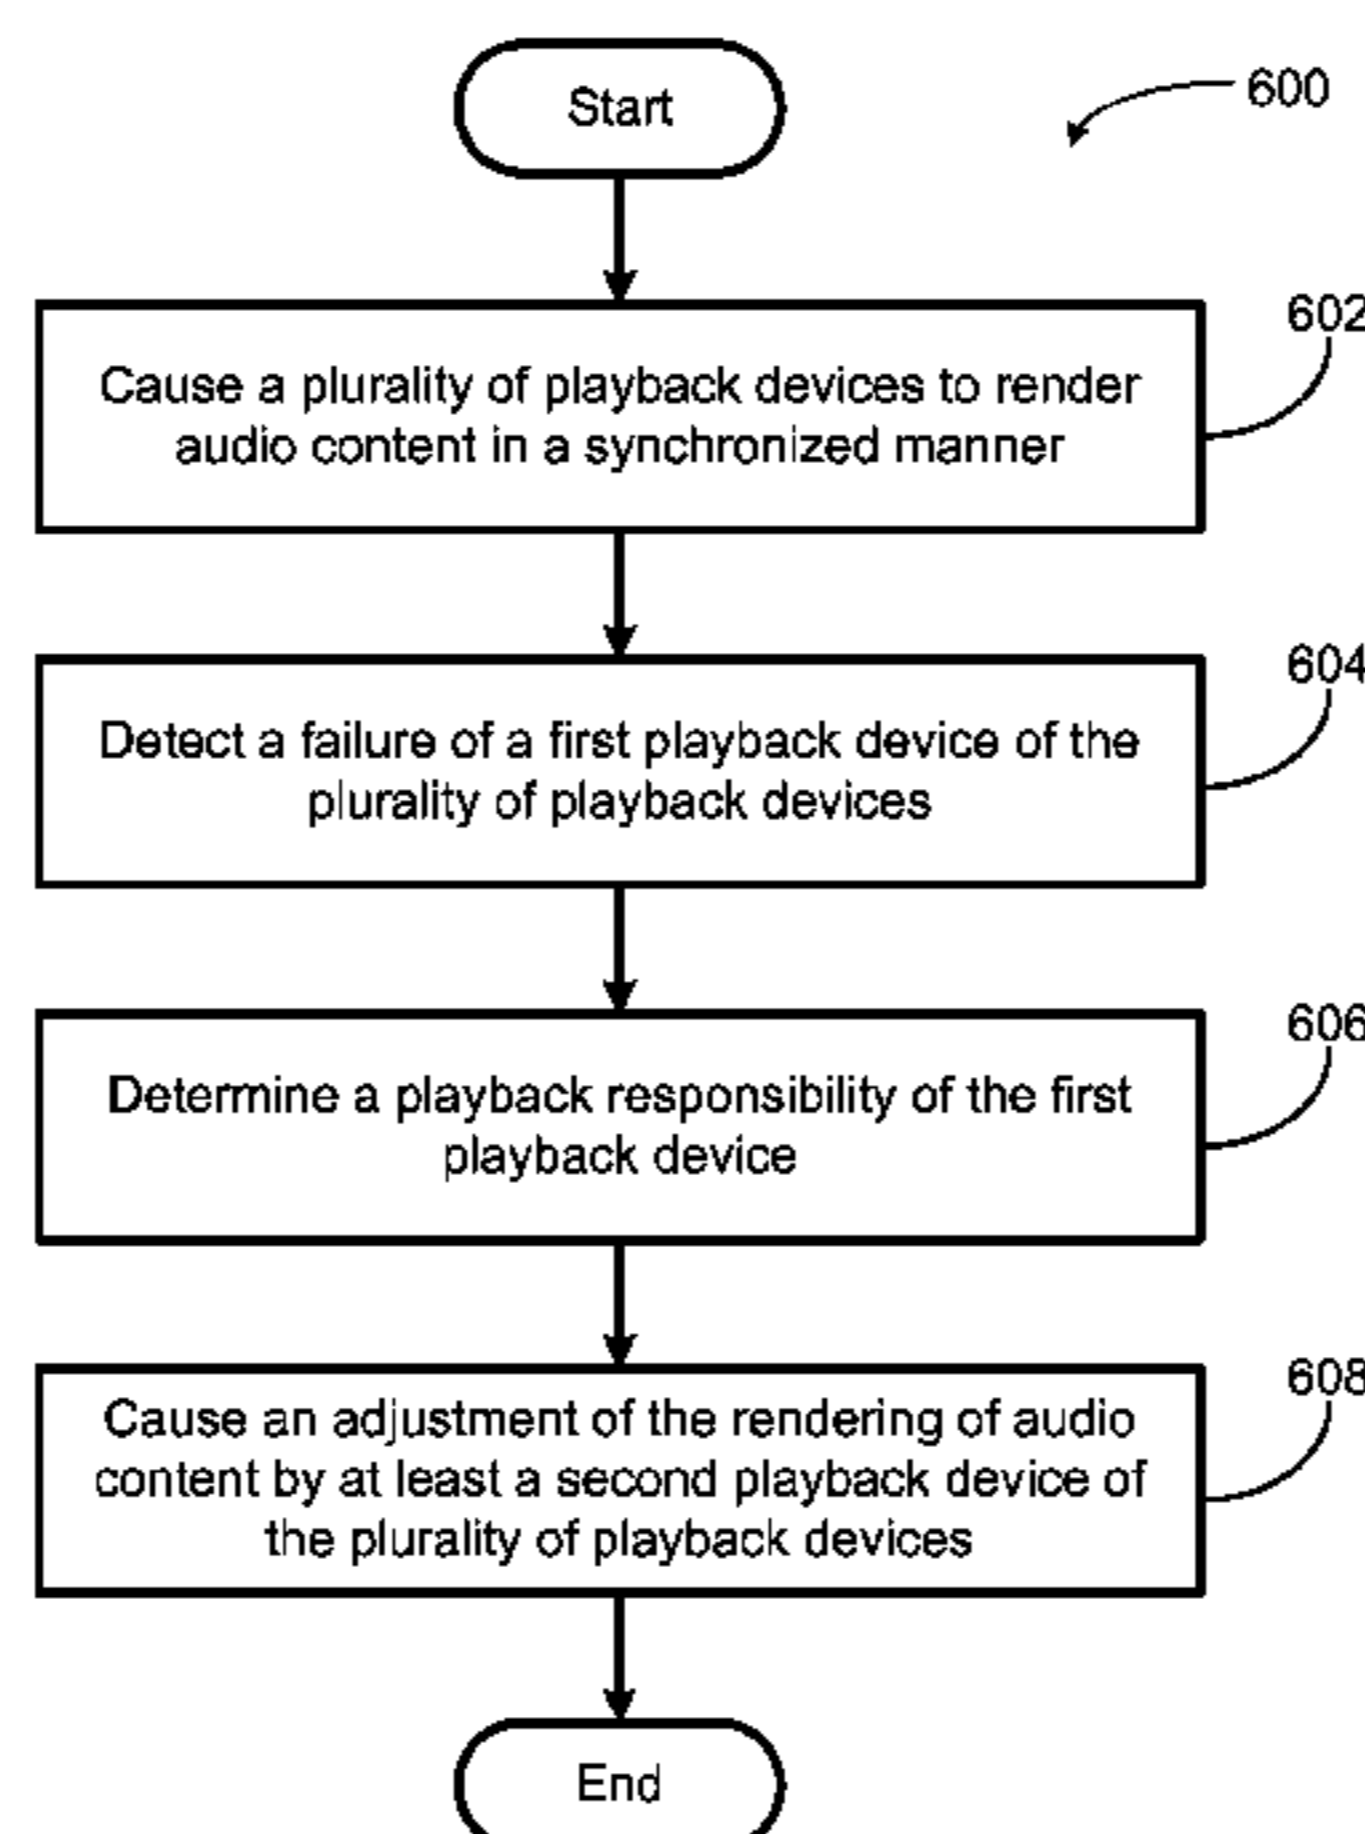 Start
600
602
Cause a plurality of playback devices to render
audio content in a synchronized manner
604
Detect a failure of a first playback device of the
plurality of playback devices
606
Determine a playback responsibility of the first
playback device
608
Cause an adjustment of the rendering of audio
content by at least a second playback device of
the plurality of playback devices
End